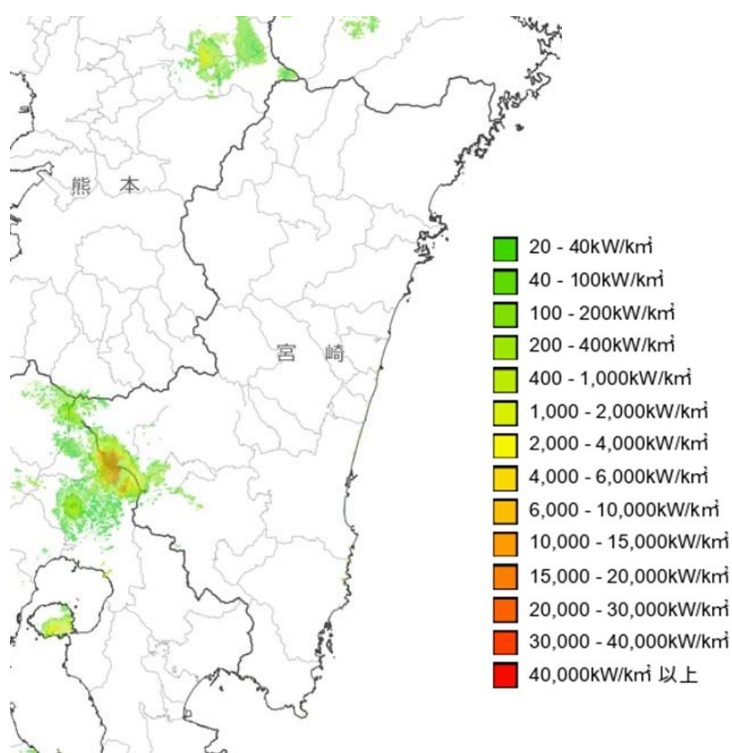 熊 本
宮 崎
20 - 40kW/k㎡
40 - 100kW/k㎡
100 - 200kW/k㎡
200 - 400kW/k㎡
400 - 1,000kW/k㎡
1,000 - 2,000kW/k㎡
2,000 - 4,000kW/k㎡
4,000 - 6,000kW/k㎡
6,000 - 10,000kW/k㎡
10,000 - 15,000kW/k㎡
15,000 - 20,000kW/k㎡
20,000 - 30,000kW/k㎡
30,000 - 40,000kW/k㎡
40,000kW/k㎡ 以上